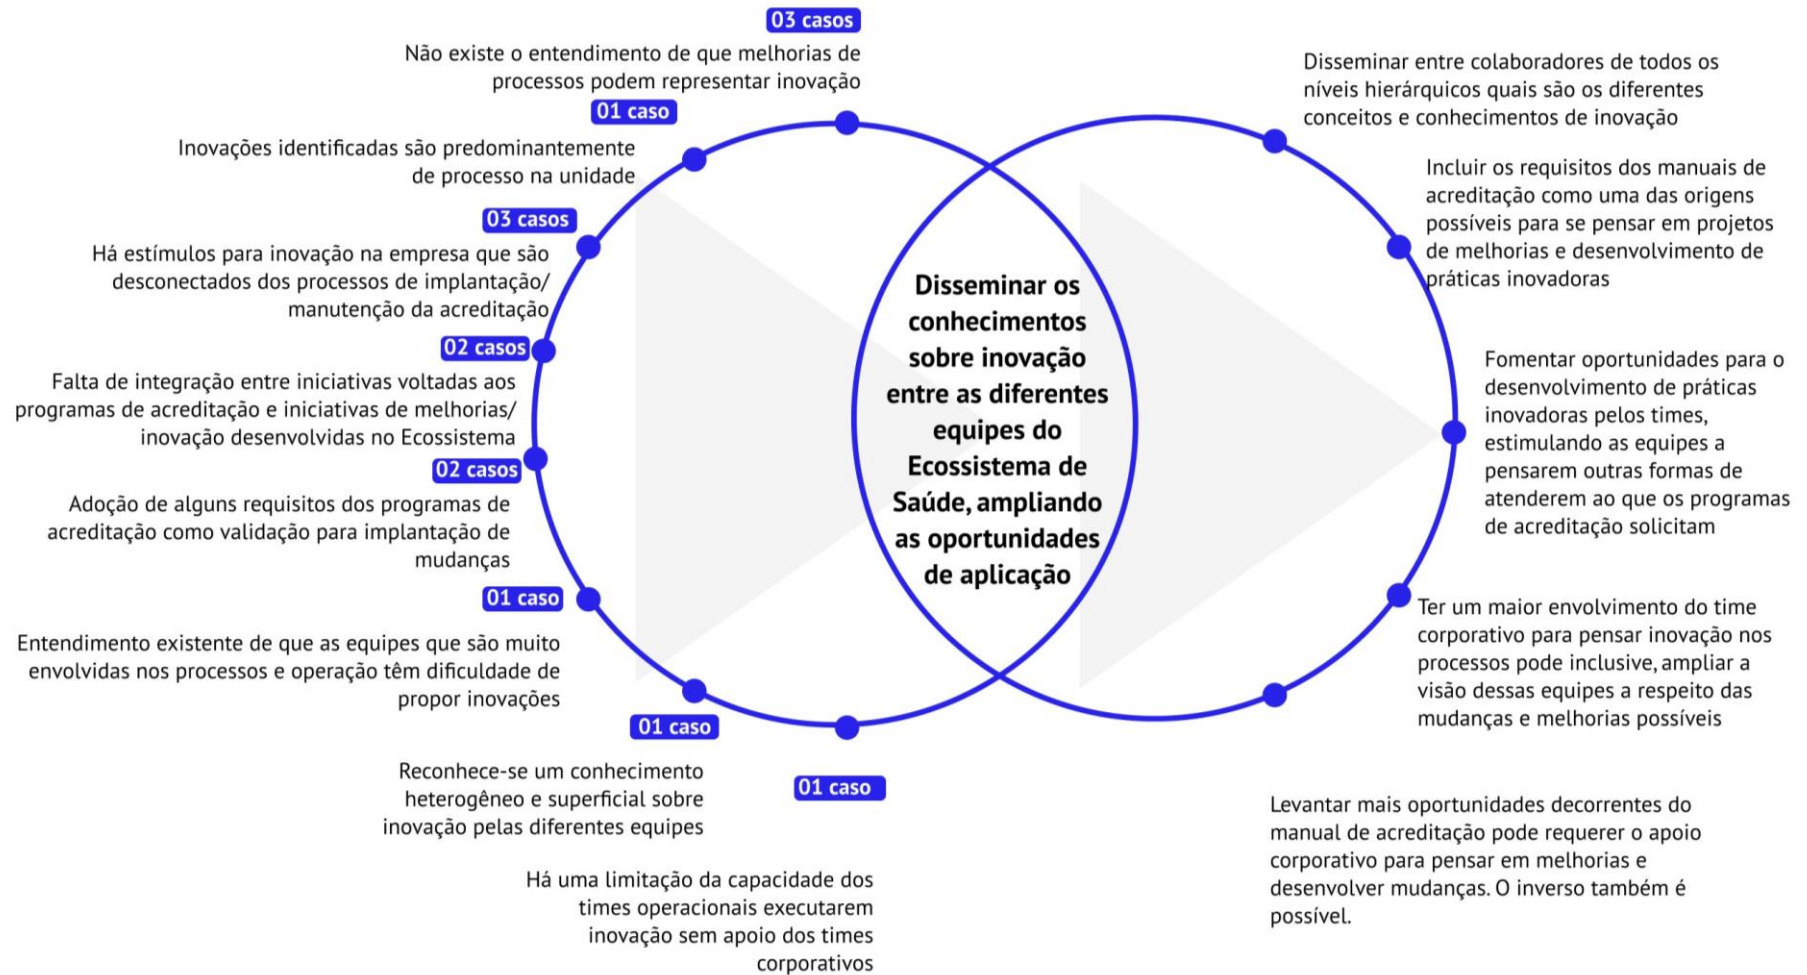 03 casos
Não existe o entendimento de que melhorias de
processos podem representar inovação
01 caso
Inovações identificadas são predominantemente
de processo na unidade
03 casos
Há estímulos para inovação na empresa que são
desconectados dos processos de implantação/
manutenção da acreditação
02 casos
Falta de integração entre iniciativas voltadas aos
programas de acreditação e iniciativas de melhorias/
inovação desenvolvidas no Ecossistema
02 casos
Adoção de alguns requisitos dos programas de
acreditação como validação para implantação de
mudanças
01 caso
Entendimento existente de que as equipes que são muito
envolvidas nos processos e operação têm dificuldade de
propor inovações
01 caso
Reconhece-se um conhecimento
heterogêneo e superficial sobre
inovação pelas diferentes equipes
01 caso
Há uma limitação da capacidade dos
times operacionais executarem
inovação sem apoio dos times
corporativos
Disseminar os
conhecimentos
sobre inovação
entre as diferentes
equipes do
Ecossistema de
Saúde, ampliando
as oportunidades
de aplicação
Disseminar entre colaboradores de todos os
níveis hierárquicos quais são os diferentes
conceitos e conhecimentos de inovação
Incluir os requisitos dos manuais de
acreditação como uma das origens
possíveis para se pensar em projetos
de melhorias e desenvolvimento de
práticas inovadoras
Fomentar oportunidades para o
desenvolvimento de práticas
inovadoras pelos times,
estimulando as equipes a
pensarem outras formas de
atenderem ao que os programas
de acreditação solicitam
Ter um maior envolvimento do time
corporativo para pensar inovação nos
processos pode inclusive, ampliar a
visão dessas equipes a respeito das
mudanças e melhorias possíveis
Levantar mais oportunidades decorrentes do
manual de acreditação pode requerer o apoio
corporativo para pensar em melhorias e
desenvolver mudanças. O inverso também é
possível.